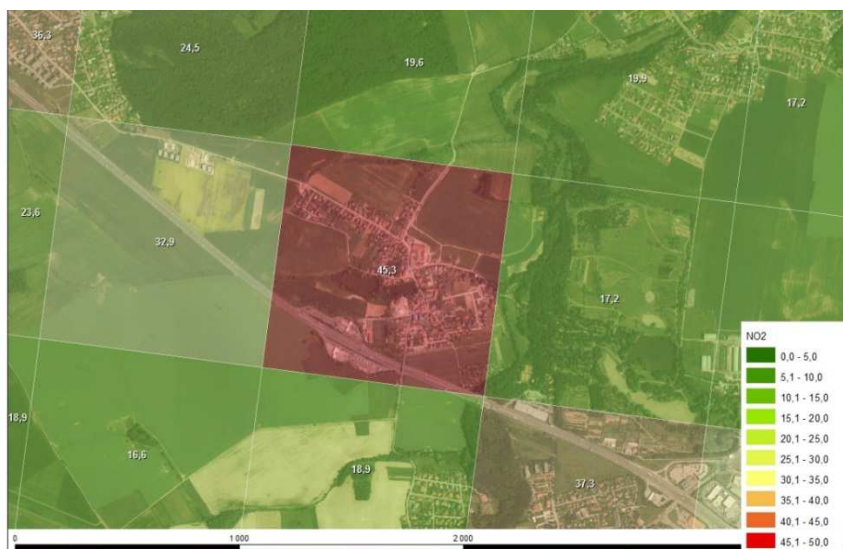 36,3
24,5
19,6
19,9
17,2
23,6
32,9
45,3
17,2
18,9
16,6
18,9
37,3
NO2
0,0 - 5,0
5,1 - 10,0
10,1 - 15,0
15,1 - 20,0
20,1 - 25,0
25,1 - 30,0
30,1 - 35,0
35,1 - 40,0
40,1 - 45,0
45,1 - 50,0
0 1 000 2 000